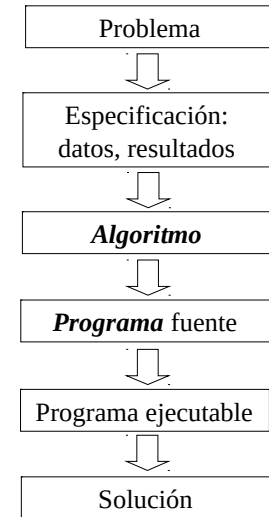 Problema
Especificación:
datos, resultados
Algoritmo
Programa fuente
Programa ejecutable
Solución